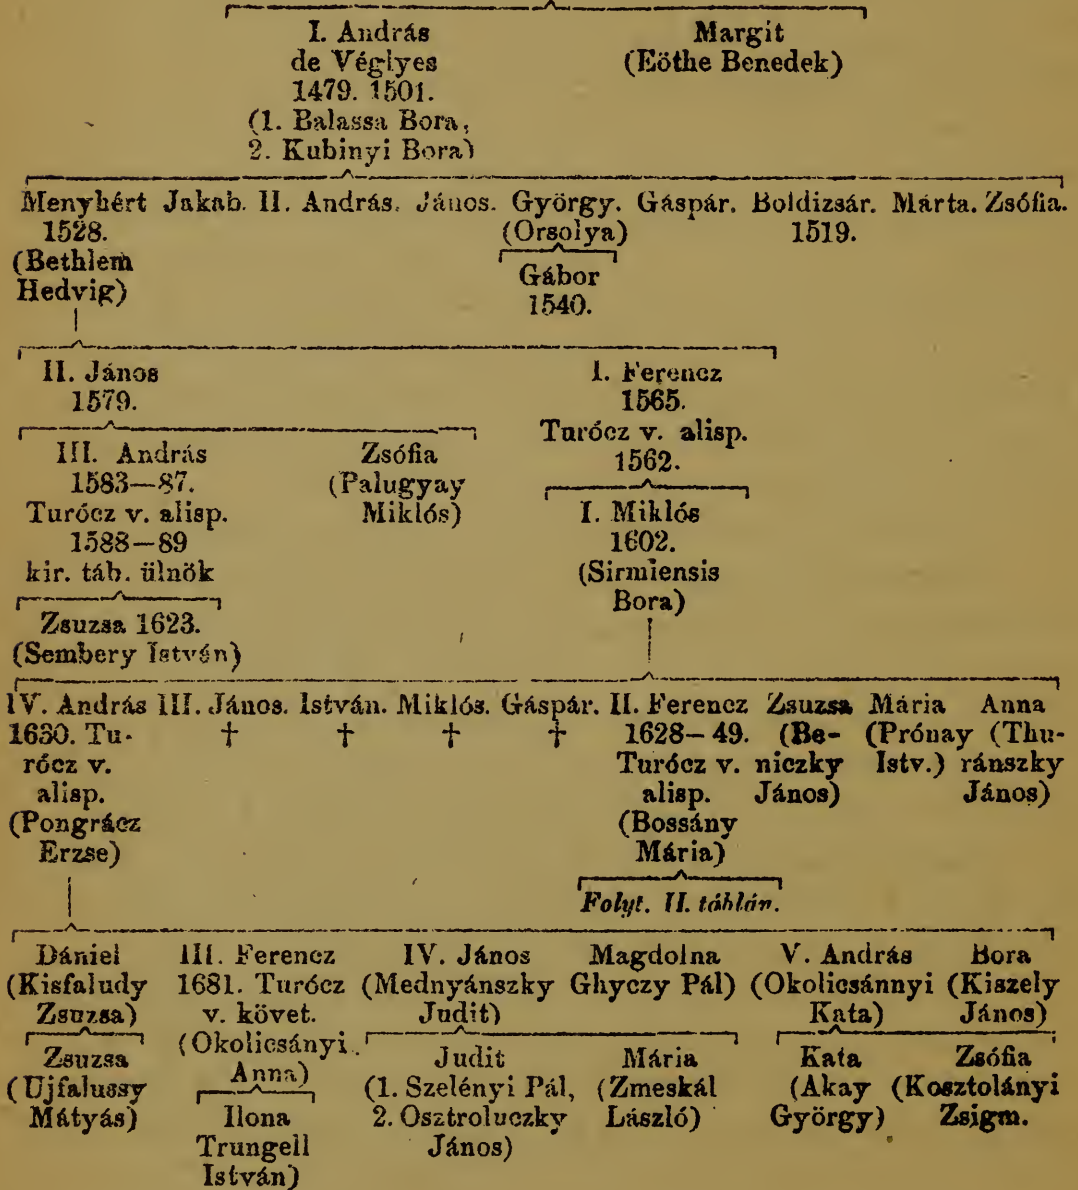 I. András Margit
de Véglyes (Eöthe Benedek)
1479. 1501.
(1. Balassa Bora,
2. Kubinyi Bora)
Menyhért Jakab. II. András. János. György. Gáspár. Boldizsár. Márta. Zsófia.
1528. (Orsolya) 1519.
(Bethlem Gábor
Hedvig) 1540.
II. János I. Ferencz
1579. 1565.
Turócz v. alisp.
III. András Zsófia 1562.
1583—87. (Palugyay
Turócz v. alisp. Miklós) I. Miklós
1588—89 1602.
kir. táb. ülnök (Sirmiensis
Bora)
Zsuzsa 1623.
(Sembery István)
IV. András III. János. István. Miklós. Gáspár. II. Ferencz Zsuzsa Mária Anna
1630. Tu- † † † † 1628—49. (Be- (Prónay (Thu-
rócz v. Turócz v. niczky Istv.) ránszky
alisp. alisp. János) János)
(Pongrácz (Bossány
Erzse) Mária)
Folyt. II. táblán.
Dániel III. Ferencz IV. János Magdolna V. András Bora
(Kisfaludy 1681. Turócz (Mednyánszky Ghyczy Pál) (Okolicsánnyi (Kiszely
Zsuzsa) v. követ. Judit) Kata) János)
(Okolicsányi
Zsuzsa Anna) Judit Mária Kata Zsófia
(Ujfalussy (1. Szelényi Pál, (Zmeskál (Akay (Kosztolányi
Mátyás) Ilona 2. Osztroluczky László) György) Zsigm.
Trungell János)
István)